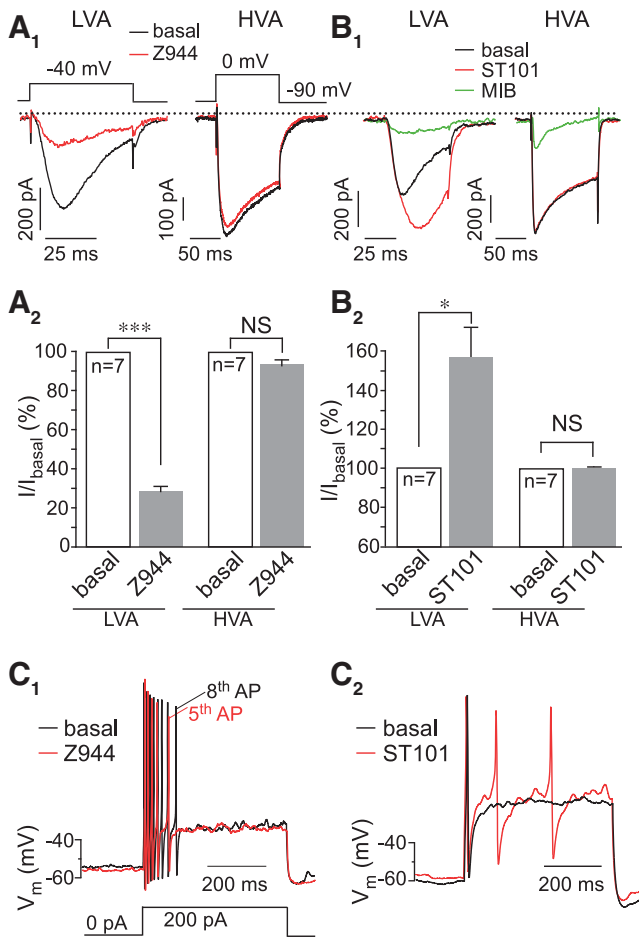 A1 LVA HVA
basal
Z944
-40 mV
0 mV
-90 mV
200 pA
25 ms
100 pA
50 ms
B1 LVA HVA
basal
ST101
MIB
200 pA
25 ms
200 pA
50 ms
A2
I/Ibasal (%)
100
80
60
40
20
0
***
NS
n=7
n=7
basal
Z944
basal
Z944
LVA
HVA
B2
I/Ibasal (%)
160
140
120
100
80
60
*
NS
n=7
n=7
basal
ST101
basal
ST101
LVA
HVA
C1
basal
Z944
8th AP
5th AP
Vm (mV)
-40
-60
200 ms
0 pA
200 pA
C2
basal
ST101
Vm (mV)
-40
-60
200 ms